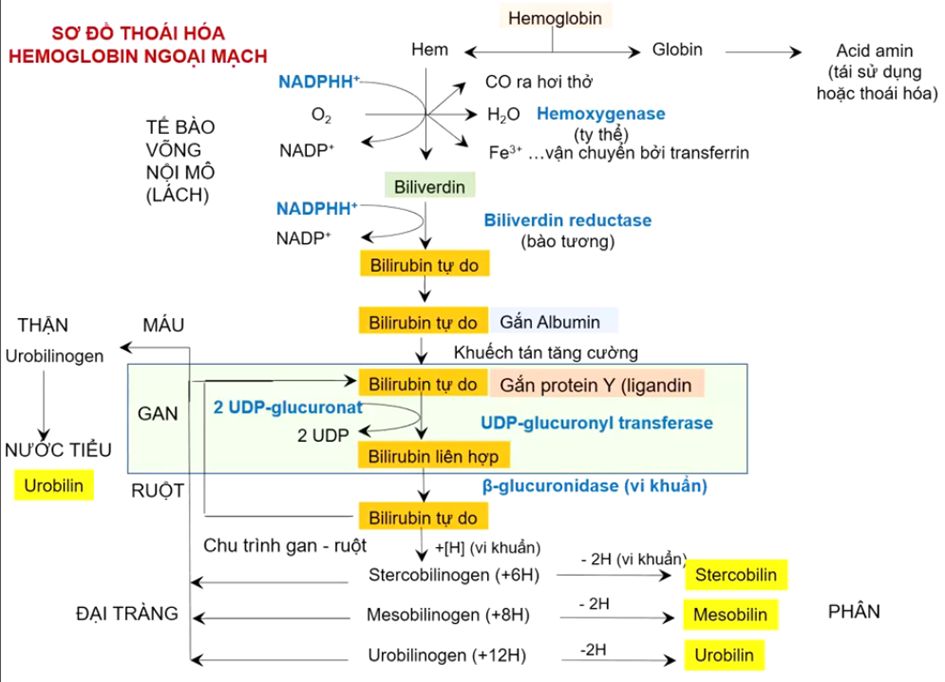 SƠ ĐỒ THOÁI HÓA
HEMOGLOBIN NGOẠI MẠCH
Hemoglobin
Hem
Globin
Acid amin
(tái sử dụng
hoặc thoái hóa)
NADPHH⁺
CO ra hơi thở
O₂
H₂O
Hemoxygenase
(ty thể)
NADP⁺
Fe³⁺ ...vận chuyển bởi transferrin
TẾ BÀO
VÕNG
NỘI MÔ
(LÁCH)
Biliverdin
NADPHH⁺
Biliverdin reductase
NADP⁺
(bào tương)
Bilirubin tự do
Bilirubin tự do
Gắn Albumin
THẬN
MÁU
Urobilinogen
Khuếch tán tăng cường
Bilirubin tự do
Gắn protein Y (ligandin
GAN
2 UDP-glucuronat
UDP-glucuronyl transferase
2 UDP
NƯỚC TIỂU
Bilirubin liên hợp
Urobilin
RUỘT
β-glucuronidase (vi khuẩn)
Bilirubin tự do
Chu trình gan - ruột
+[H] (vi khuẩn)
- 2H (vi khuẩn)
Stercobilinogen (+6H)
Stercobilin
ĐẠI TRÀNG
Mesobilinogen (+8H)
- 2H
Mesobilin
PHÂN
Urobilinogen (+12H)
-2H
Urobilin